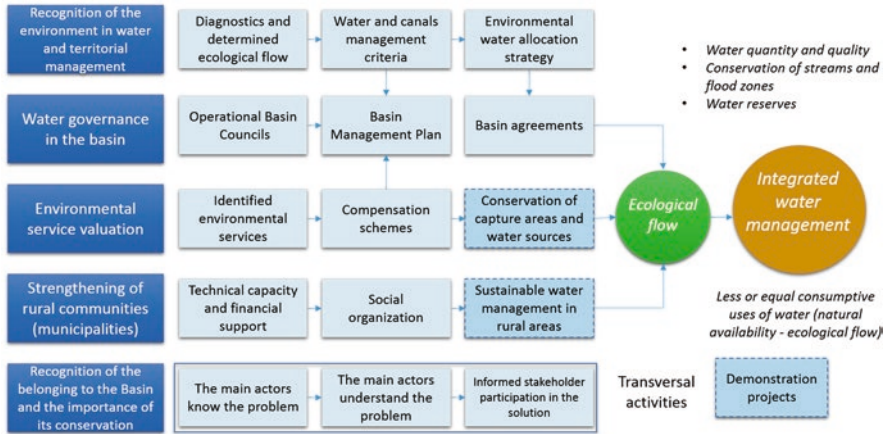 Recognition of the
environment in water
and territorial
management
Diagnostics and
determined
ecological flow
Water and canals
management
criteria
Environmental
water allocation
strategy
• Water quantity and quality
• Conservation of streams and
flood zones
• Water reserves
Water governance
in the basin
Operational Basin
Councils
Basin
Management Plan
Basin agreements
Environmental
service valuation
Identified
environmental
services
Compensation
schemes
Conservation of
capture areas and
water sources
Ecological
flow
Integrated
water
management
Strengthening of
rural communities
(municipalities)
Technical capacity
and financial
support
Social
organization
Sustainable water
management in
rural areas
Less or equal consumptive
uses of water (natural
availability - ecological flow)
Recognition of the
belonging to the Basin
and the importance of
its conservation
The main actors
know the problem
The main actors
understand the
problem
Informed stakeholder
participation in the
solution
Transversal
activities
Demonstration
projects